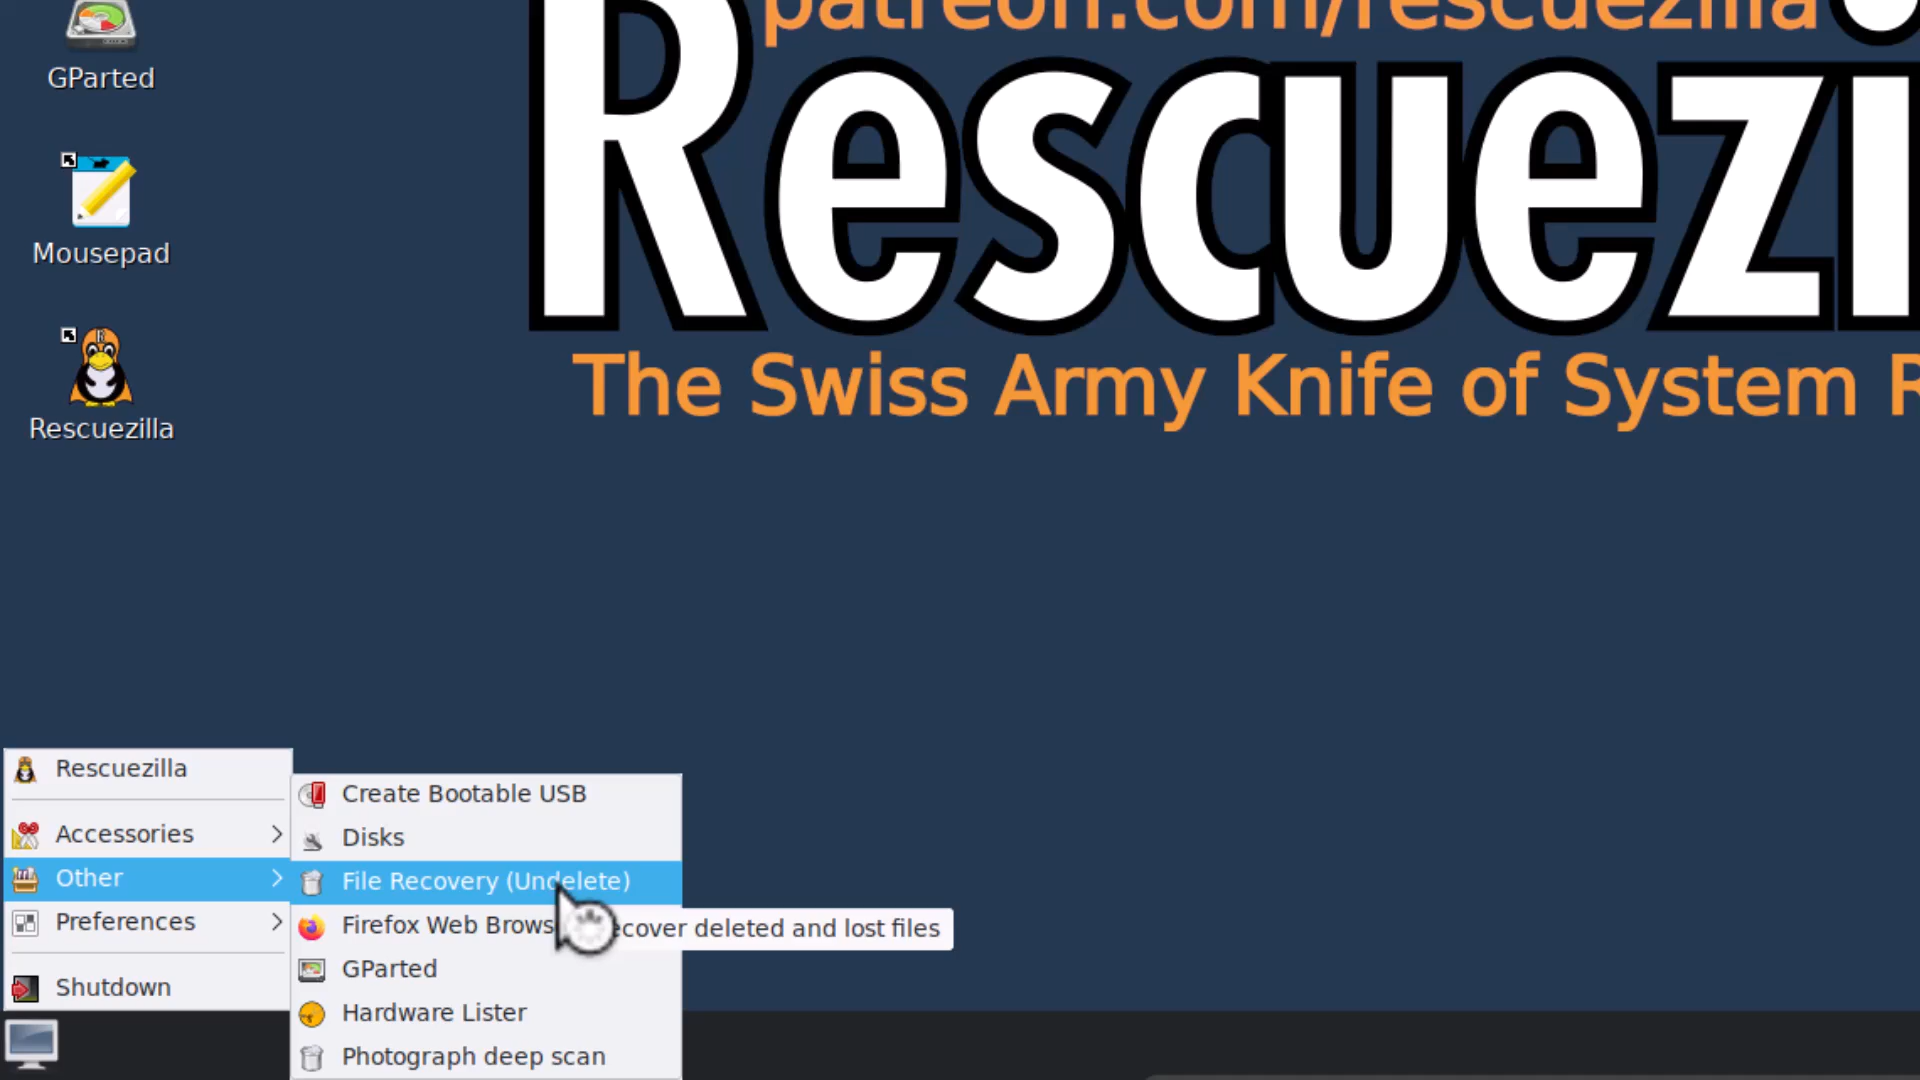 patreon.com/rescuezilla
Rescuezi
The Swiss Army Knife of System R
GParted
Mousepad
Rescuezilla
Rescuezilla
Accessories
Other
Preferences
Shutdown
Create Bootable USB
Disks
File Recovery (Undelete)
Firefox Web Brows
cover deleted and lost files
GParted
Hardware Lister
Photograph deep scan